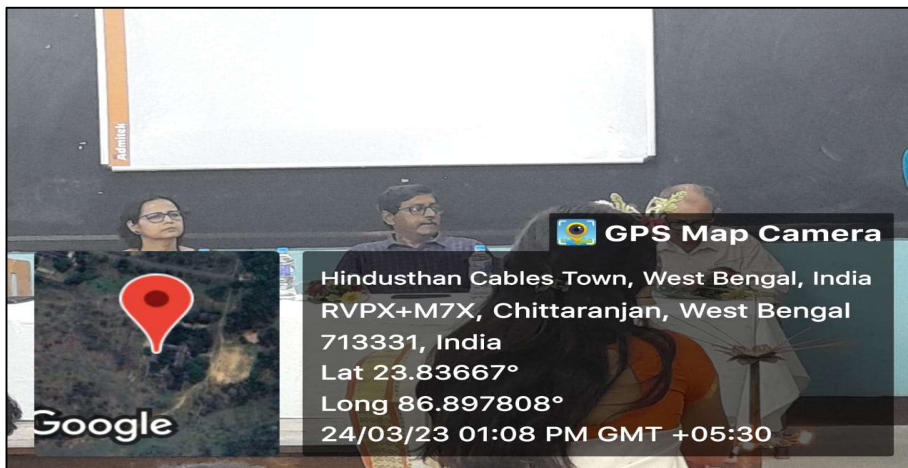 Admitek
GPS Map Camera
Hindusthan Cables Town, West Bengal, India
RVPX+M7X, Chittaranjan, West Bengal
713331, India
Lat 23.83667°
Long 86.897808°
24/03/23 01:08 PM GMT +05:30
Google